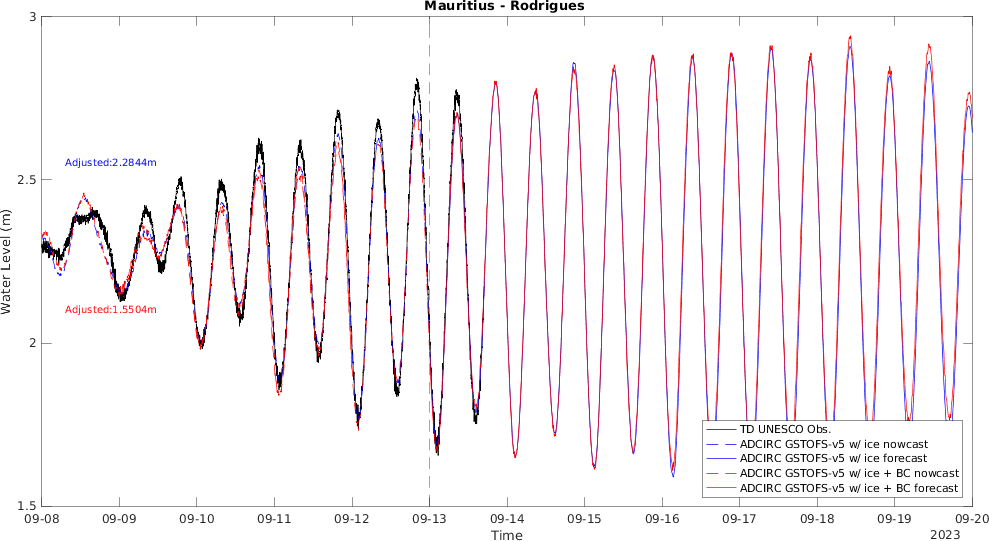 Mauritius - Rodrigues
3
2.5
2
1.5
Water Level (m)
Adjusted:2.2844m
Adjusted:1.5504m
TD UNESCO Obs.
ADCIRC GSTOFS-v5 w/ ice nowcast
ADCIRC GSTOFS-v5 w/ ice forecast
ADCIRC GSTOFS-v5 w/ ice + BC nowcast
ADCIRC GSTOFS-v5 w/ ice + BC forecast
09-08 09-09 09-10 09-11 09-12 09-13 09-14 09-15 09-16 09-17 09-18 09-19 09-20
Time
2023